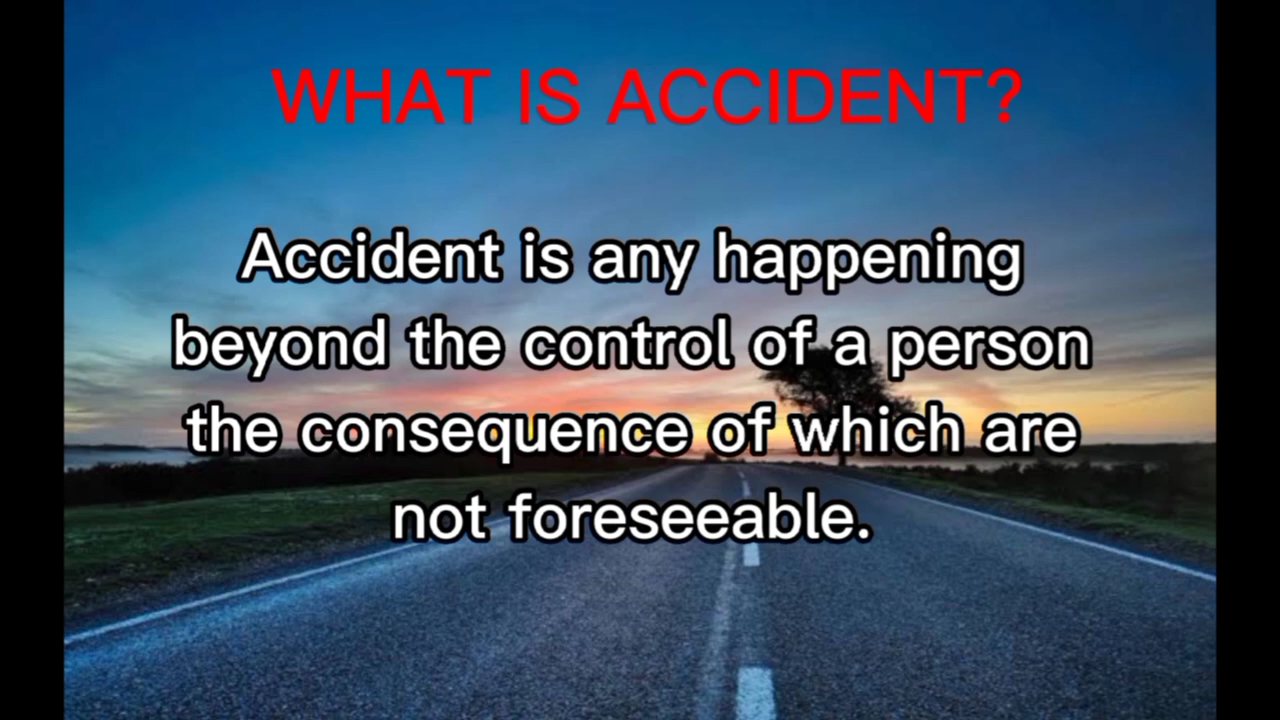 WHAT IS ACCIDENT?
Accident is any happening
beyond the control of a person
the consequence of which are
not foreseeable.